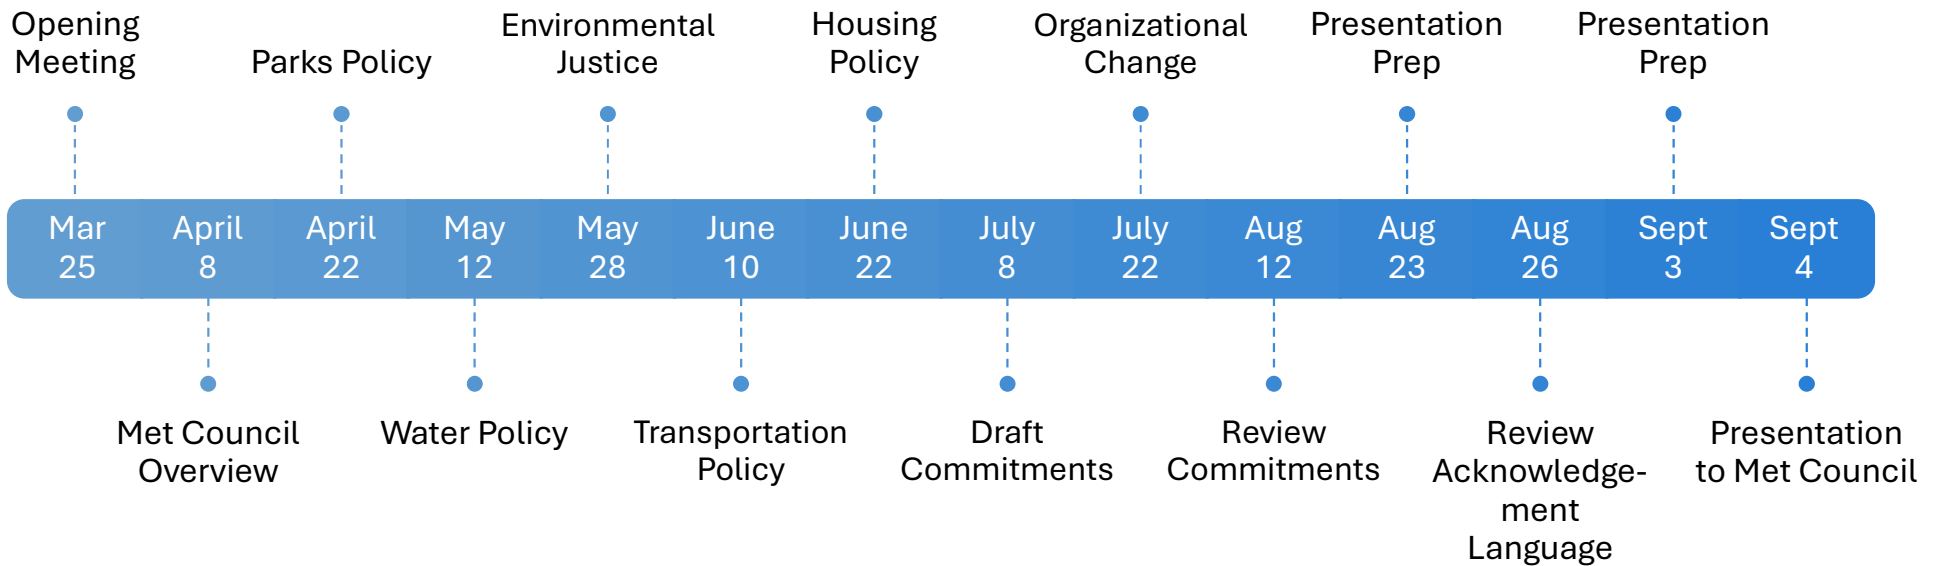 Opening
Meeting
Parks Policy
Environmental
Justice
Housing
Policy
Organizational
Change
Presentation
Prep
Presentation
Prep
Mar
25
April
8
April
22
May
12
May
28
June
10
June
22
July
8
July
22
Aug
12
Aug
23
Aug
26
Sept
3
Sept
4
Met Council
Overview
Water Policy
Transportation
Policy
Draft
Commitments
Review
Commitments
Review
Acknowledge-
ment
Language
Presentation
to Met Council